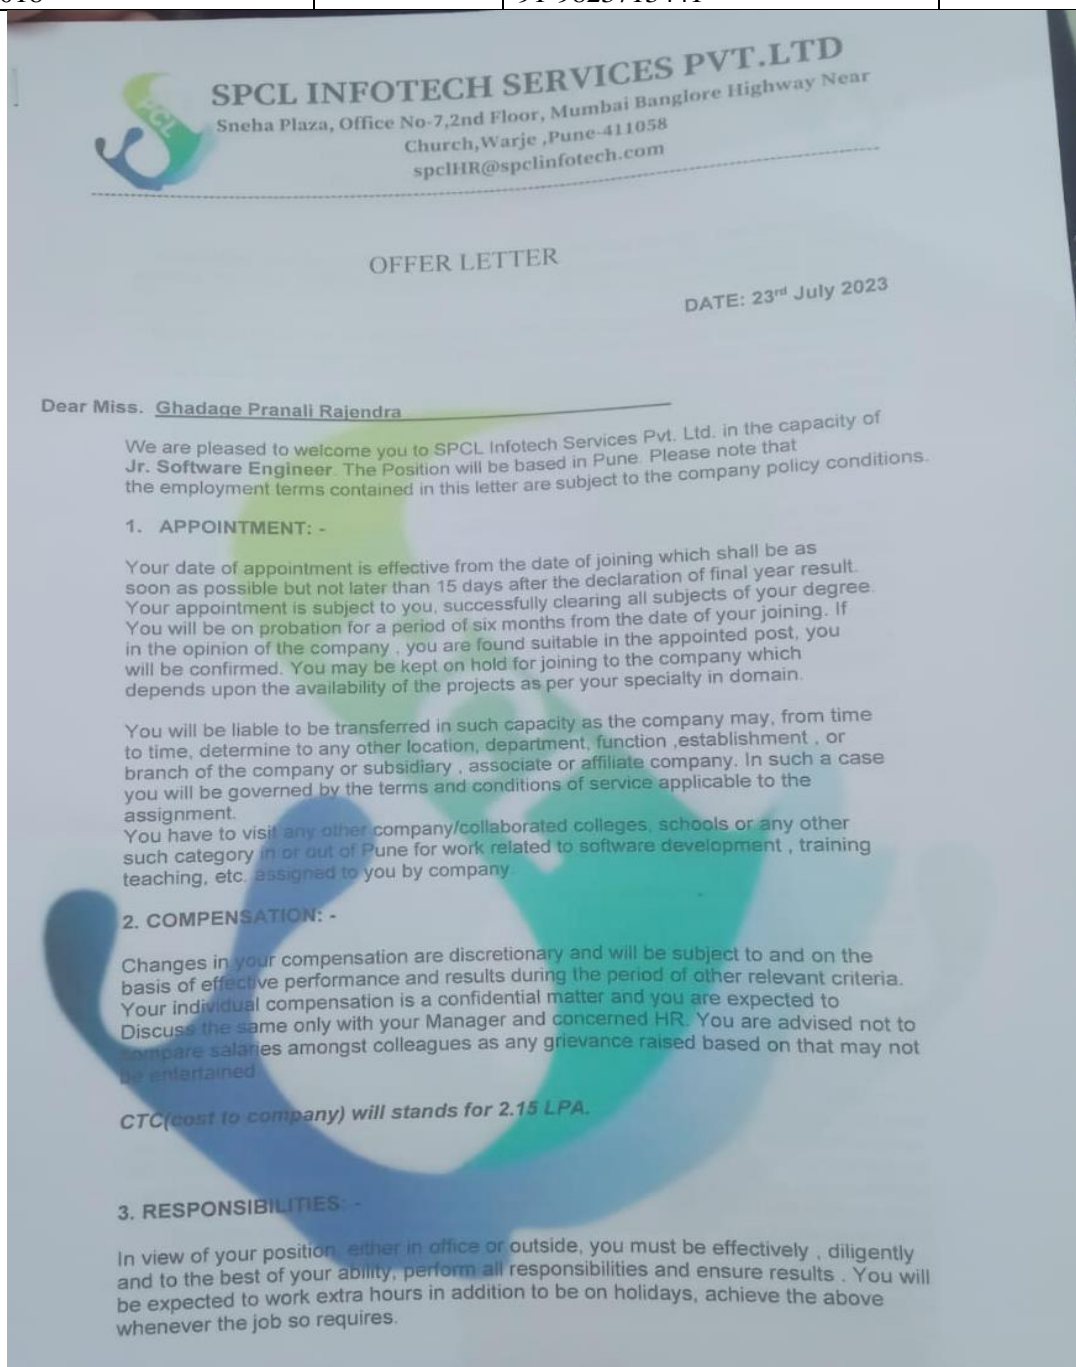 SPCL INFOTECH SERVICES PVT.LTD
Sneha Plaza, Office No-7,2nd Floor, Mumbai Banglore Highway Near
Church,Warje ,Pune-411058
spclHR@spclinfotech.com
PCL
OFFER LETTER
DATE: 23rd July 2023
Dear Miss. Ghadage Pranali Rajendra
We are pleased to welcome you to SPCL Infotech Services Pvt. Ltd. in the capacity of
Jr. Software Engineer. The Position will be based in Pune. Please note that
the employment terms contained in this letter are subject to the company policy conditions.
1. APPOINTMENT: -
Your date of appointment is effective from the date of joining which shall be as
soon as possible but not later than 15 days after the declaration of final year result.
Your appointment is subject to you, successfully clearing all subjects of your degree.
You will be on probation for a period of six months from the date of your joining. If
in the opinion of the company , you are found suitable in the appointed post, you
will be confirmed. You may be kept on hold for joining to the company which
depends upon the availability of the projects as per your specialty in domain.
You will be liable to be transferred in such capacity as the company may, from time
to time, determine to any other location, department, function ,establishment , or
branch of the company or subsidiary , associate or affiliate company. In such a case
you will be governed by the terms and conditions of service applicable to the
assignment.
You have to visit any other company/collaborated colleges, schools or any other
such category in or out of Pune for work related to software development , training
teaching, etc. assigned to you by company.
2. COMPENSATION: -
Changes in your compensation are discretionary and will be subject to and on the
basis of effective performance and results during the period of other relevant criteria.
Your individual compensation is a confidential matter and you are expected to
Discuss the same only with your Manager and concerned HR. You are advised not to
compare salaries amongst colleagues as any grievance raised based on that may not
be entertained
CTC(cost to company) will stands for 2.15 LPA.
3. RESPONSIBILITIES: -
In view of your position, either in office or outside, you must be effectively , diligently
and to the best of your ability, perform all responsibilities and ensure results . You will
be expected to work extra hours in addition to be on holidays, achieve the above
whenever the job so requires.